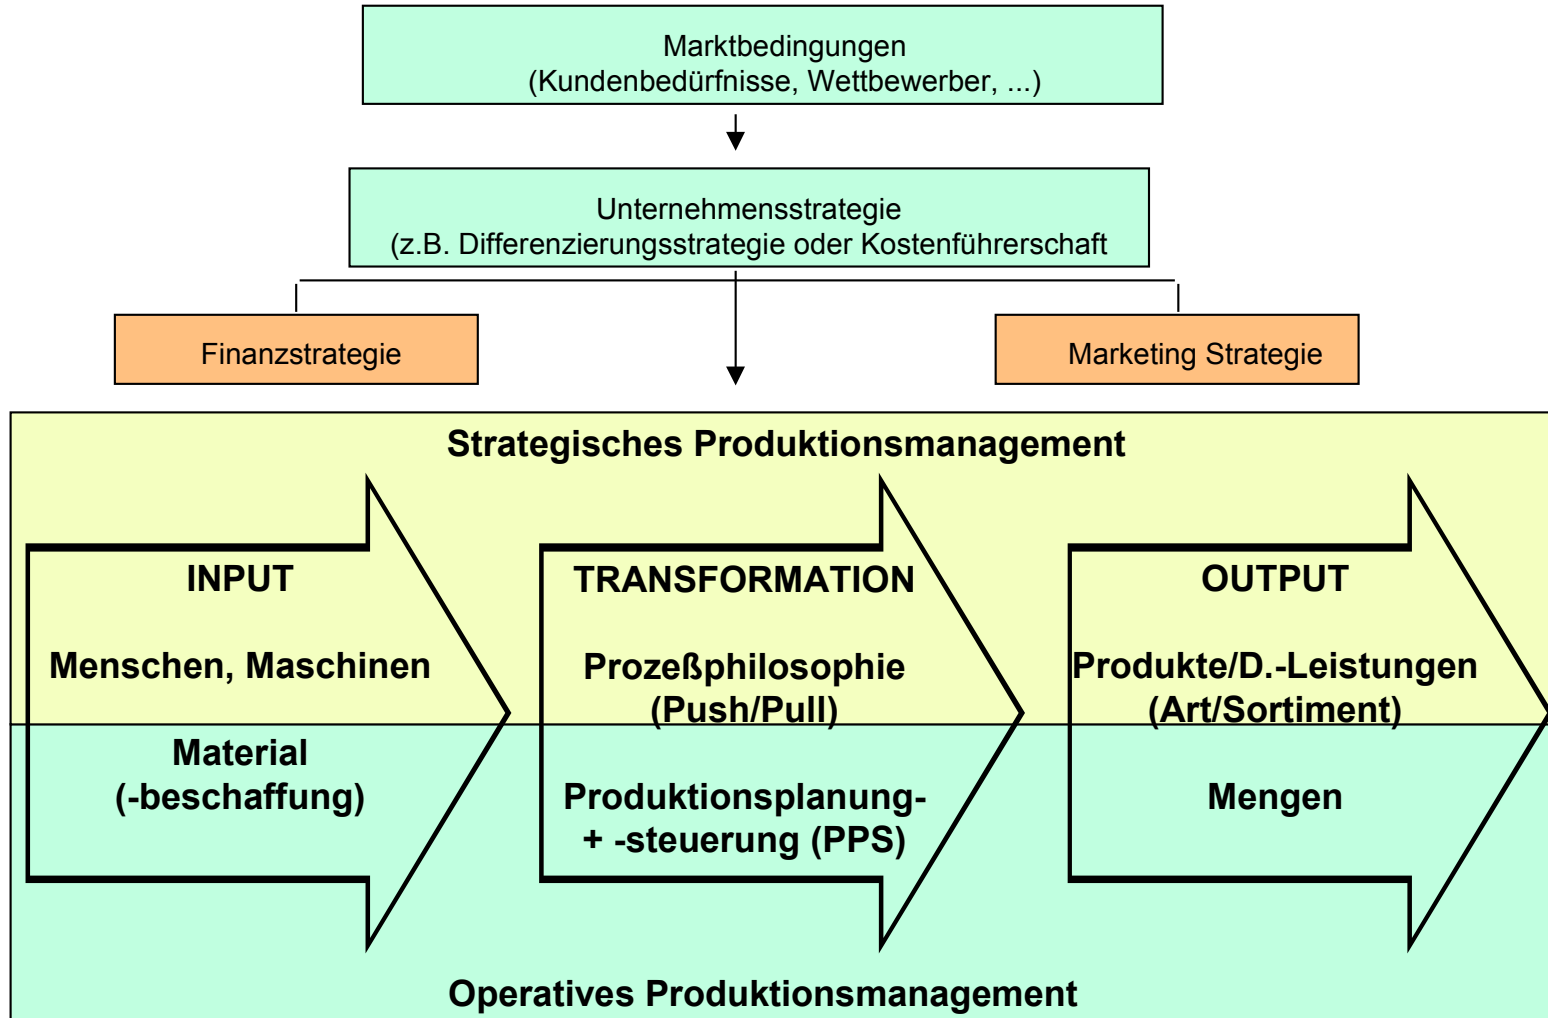 Marktbedingungen
(Kundenbedürfnisse, Wettbewerber, ...)
Unternehmensstrategie
(z.B. Differenzierungsstrategie oder Kostenführerschaft
Finanzstrategie
Marketing Strategie
Strategisches Produktionsmanagement
INPUT
Menschen, Maschinen
Material
(-beschaffung)
TRANSFORMATION
Prozeßphilosophie
(Push/Pull)
Produktionsplanung-
+ -steuerung (PPS)
OUTPUT
Produkte/D.-Leistungen
(Art/Sortiment)
Mengen
Operatives Produktionsmanagement